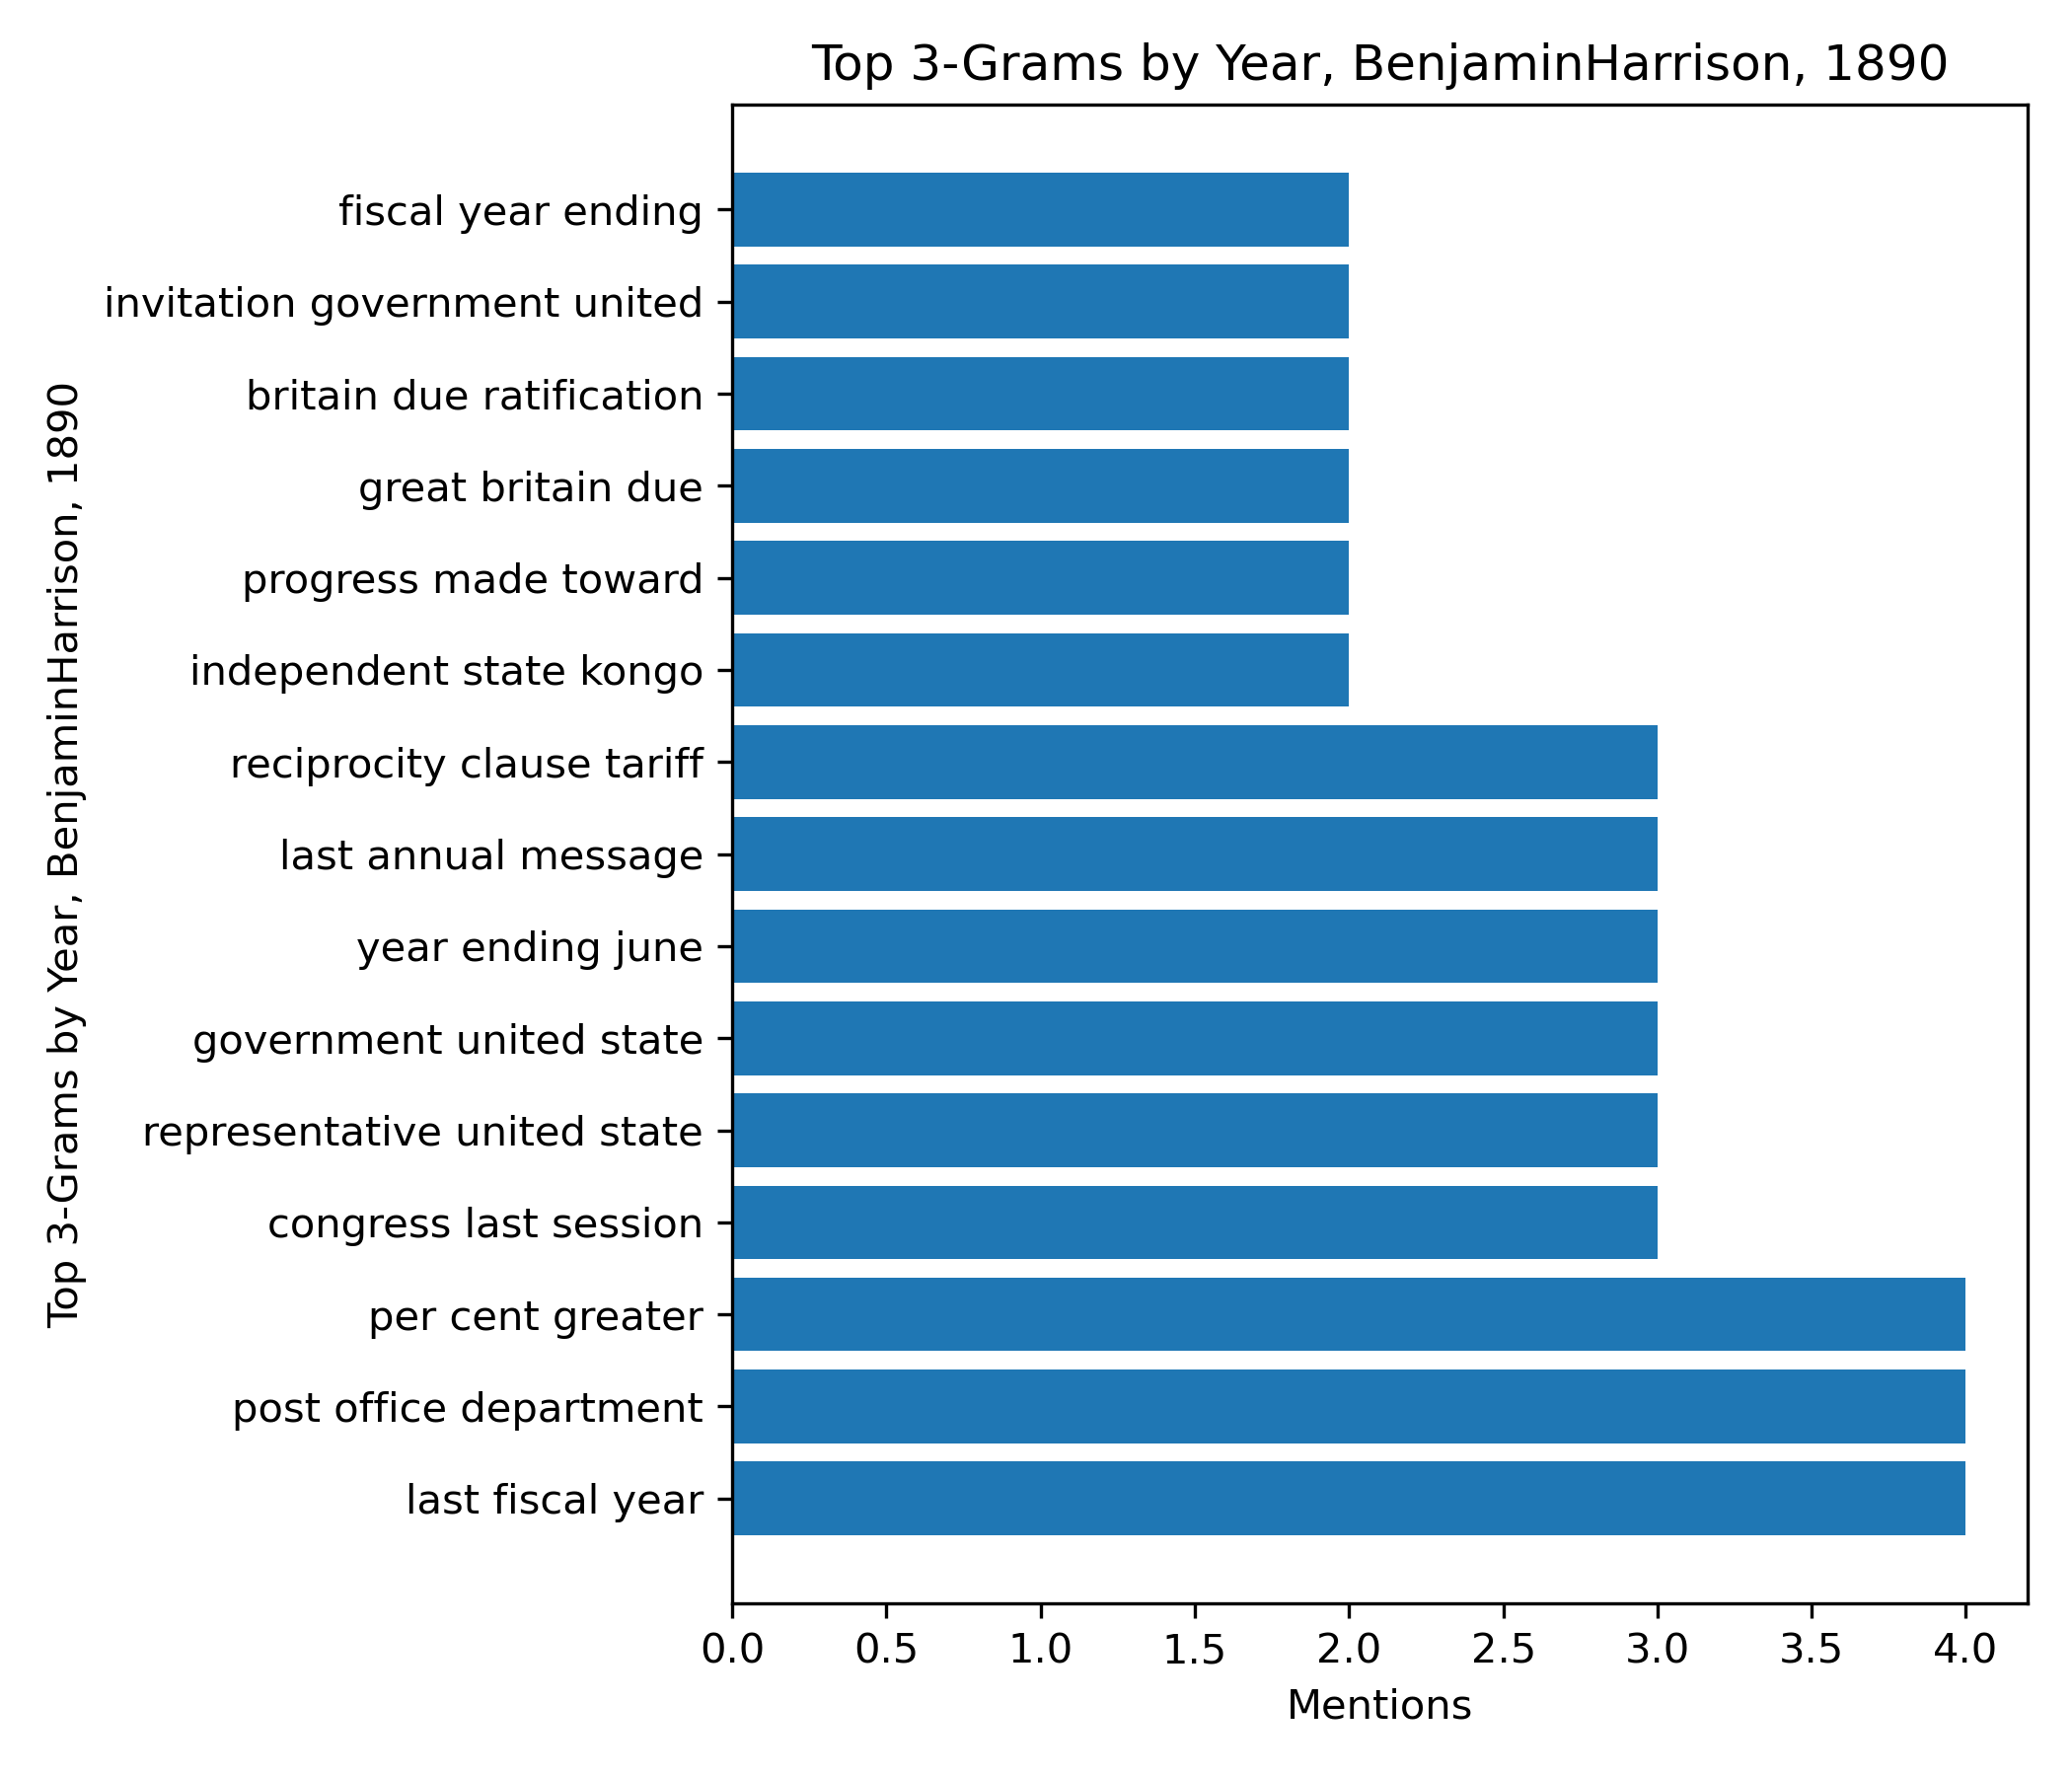 Top 3-Grams by Year, BenjaminHarrison, 1890
Top 3-Grams by Year, BenjaminHarrison, 1890
fiscal year ending
invitation government united
britain due ratification
great britain due
progress made toward
independent state kongo
reciprocity clause tariff
last annual message
year ending june
government united state
representative united state
congress last session
per cent greater
post office department
last fiscal year
0.0 0.5 1.0 1.5 2.0 2.5 3.0 3.5 4.0
Mentions